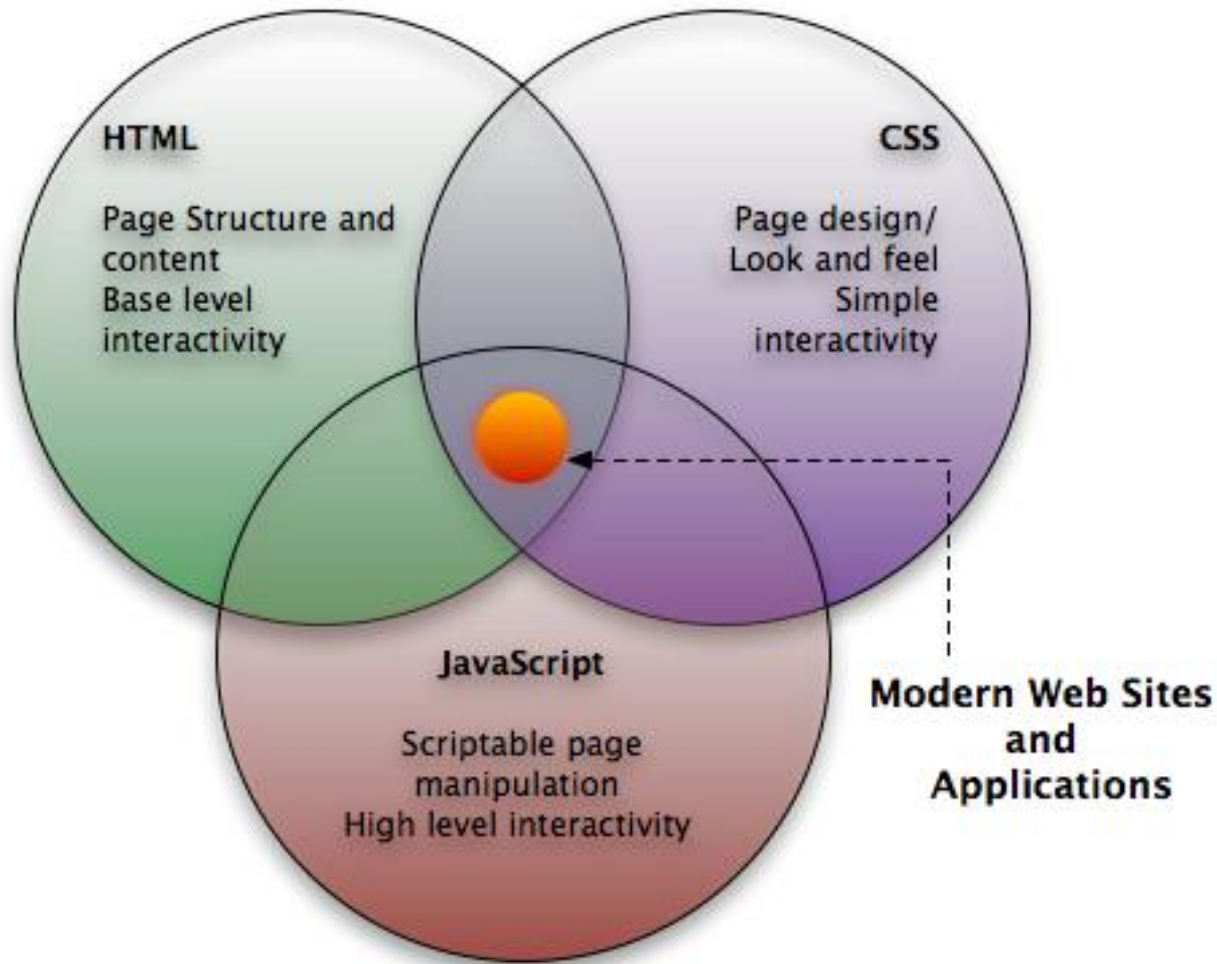 HTML
Page Structure and
content
Base level
interactivity
CSS
Page design/
Look and feel
Simple
interactivity
JavaScript
Scriptable page
manipulation
High level interactivity
Modern Web Sites
and
Applications